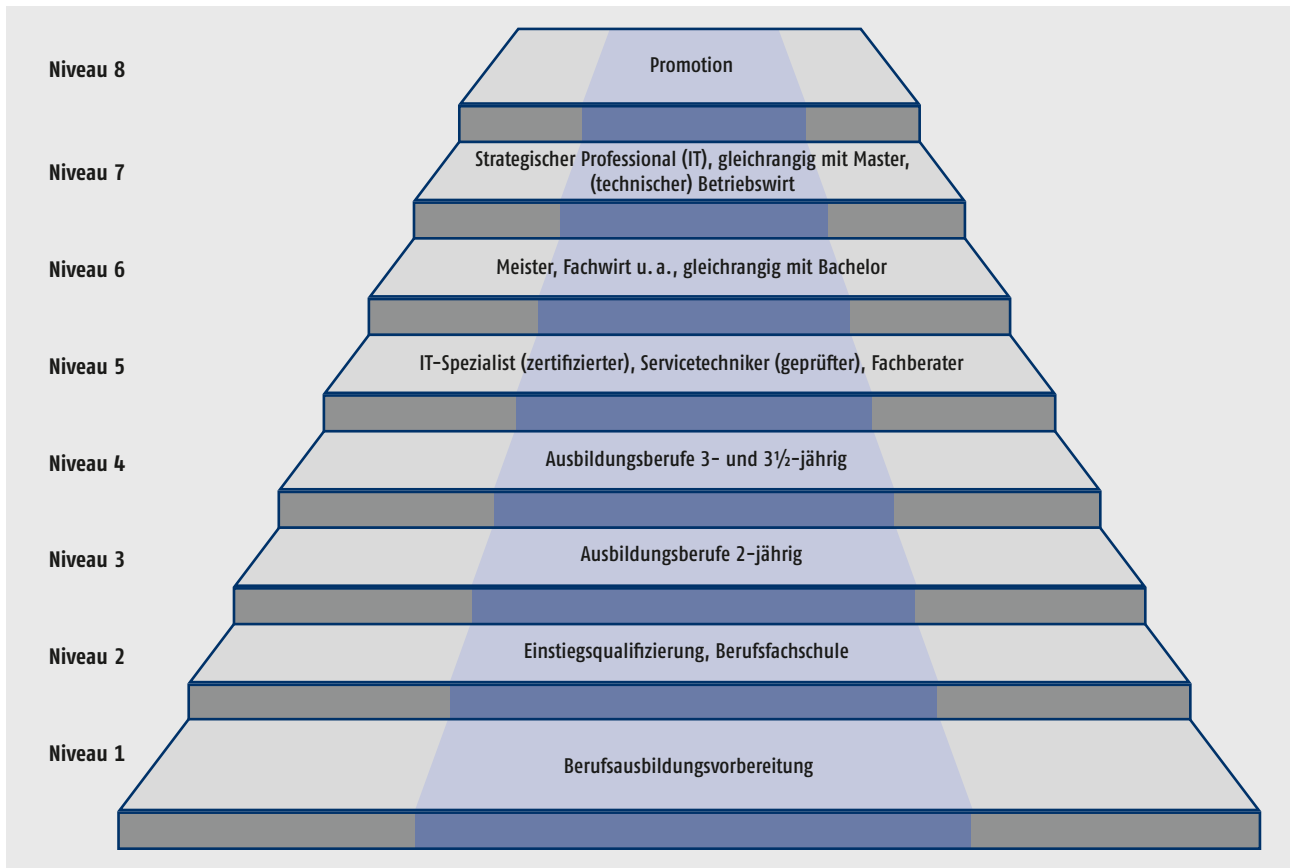 Niveau 8
Promotion
Niveau 7
Strategischer Professional (IT), gleichrangig mit Master,
(technischer) Betriebswirt
Niveau 6
Meister, Fachwirt u. a., gleichrangig mit Bachelor
Niveau 5
IT-Spezialist (zertifizierter), Servicetechniker (geprüfter), Fachberater
Niveau 4
Ausbildungsberufe 3- und 3½-jährig
Niveau 3
Ausbildungsberufe 2-jährig
Niveau 2
Einstiegsqualifizierung, Berufsfachschule
Niveau 1
Berufsausbildungsvorbereitung